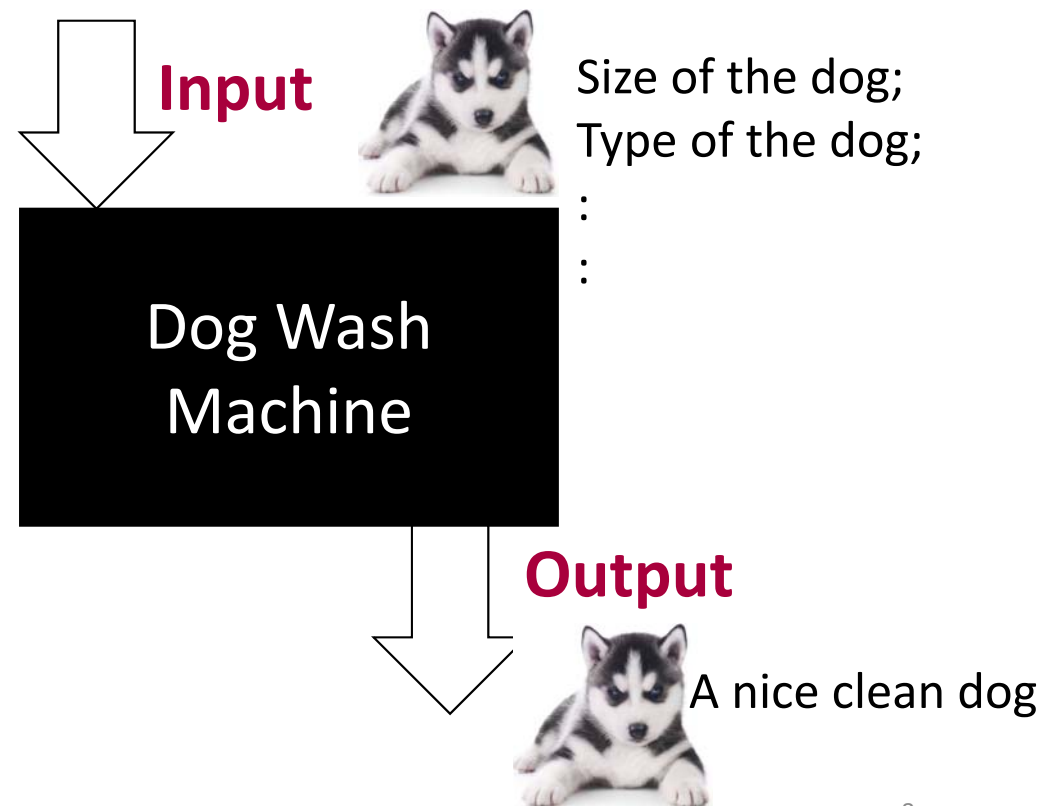 Input
Size of the dog;
Type of the dog;
:
:
Dog Wash
Machine
Output
A nice clean dog